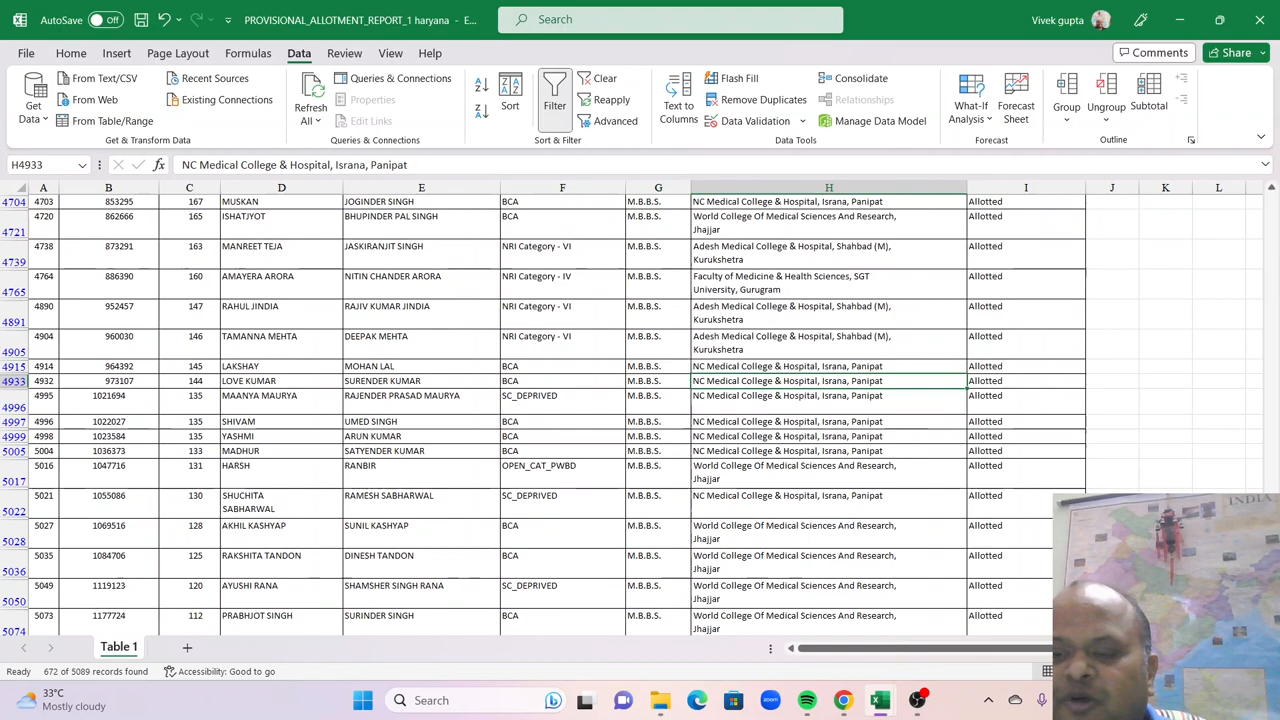 AutoSave Off PROVISIONAL_ALLOTMENT_REPORT_1 haryana - E... Search Vivek gupta
File Home Insert Page Layout Formulas Data Review View Help Comments Share
Get Data
From Text/CSV
From Web
From Table/Range
Recent Sources
Existing Connections
Get & Transform Data
Refresh All
Queries & Connections
Properties
Edit Links
Queries & Connections
Sort
Filter
Clear
Reapply
Advanced
Sort & Filter
Text to Columns
Flash Fill
Remove Duplicates
Data Validation
Consolidate
Relationships
Manage Data Model
Data Tools
What-If Analysis
Forecast Sheet
Forecast
Group
Ungroup
Subtotal
Outline
H4933 fx NC Medical College & Hospital, Israna, Panipat
A B C D E F G H I J K L
4704 4703 853295 167 MUSKAN JOGINDER SINGH BCA M.B.B.S. NC Medical College & Hospital, Israna, Panipat Allotted
4721 4720 862666 165 ISHATJYOT BHUPINDER PAL SINGH BCA M.B.B.S. World College Of Medical Sciences And Research, Allotted
Jhajjar
4739 4738 873291 163 MANREET TEJA JASKIRANJIT SINGH NRI Category - VI M.B.B.S. Adesh Medical College & Hospital, Shahbad (M), Allotted
Kurukshetra
4765 4764 886390 160 AMAYERA ARORA NITIN CHANDER ARORA NRI Category - IV M.B.B.S. Faculty of Medicine & Health Sciences, SGT Allotted
University, Gurugram
4891 4890 952457 147 RAHUL JINDIA RAJIV KUMAR JINDIA NRI Category - VI M.B.B.S. Adesh Medical College & Hospital, Shahbad (M), Allotted
Kurukshetra
4905 4904 960030 146 TAMANNA MEHTA DEEPAK MEHTA NRI Category - VI M.B.B.S. Adesh Medical College & Hospital, Shahbad (M), Allotted
Kurukshetra
4915 4914 964392 145 LAKSHAY MOHAN LAL BCA M.B.B.S. NC Medical College & Hospital, Israna, Panipat Allotted
4933 4932 973107 144 LOVE KUMAR SURENDER KUMAR BCA M.B.B.S. NC Medical College & Hospital, Israna, Panipat Allotted
4996 4995 1021694 135 MAANYA MAURYA RAJENDER PRASAD MAURYA SC_DEPRIVED M.B.B.S. NC Medical College & Hospital, Israna, Panipat Allotted
4997 4996 1022027 135 SHIVAM UMED SINGH BCA M.B.B.S. NC Medical College & Hospital, Israna, Panipat Allotted
4999 4998 1023584 135 YASHMI ARUN KUMAR BCA M.B.B.S. NC Medical College & Hospital, Israna, Panipat Allotted
5005 5004 1036373 133 MADHUR SATYENDER KUMAR BCA M.B.B.S. NC Medical College & Hospital, Israna, Panipat Allotted
5017 5016 1047716 131 HARSH RANBIR OPEN_CAT_PWBD M.B.B.S. World College Of Medical Sciences And Research, Allotted
Jhajjar
5022 5021 1055086 130 SHUCHITA RAMESH SABHARWAL SC_DEPRIVED M.B.B.S. NC Medical College & Hospital, Israna, Panipat Allotted
SABHARWAL
5028 5027 1069516 128 AKHIL KASHYAP SUNIL KASHYAP BCA M.B.B.S. World College Of Medical Sciences And Research, Allotted
Jhajjar
5036 5035 1084706 125 RAKSHITA TANDON DINESH TANDON BCA M.B.B.S. World College Of Medical Sciences And Research, Allotted
Jhajjar
5050 5049 1119123 120 AYUSHI RANA SHAMSHER SINGH RANA SC_DEPRIVED M.B.B.S. World College Of Medical Sciences And Research, Allotted
Jhajjar
5074 5073 1177724 112 PRABHJOT SINGH SURINDER SINGH BCA M.B.B.S. World College Of Medical Sciences And Research, Allotted
Jhajjar
INDIA
Table 1
Ready 672 of 5089 records found Accessibility: Good to go
33°C
Mostly cloudy
Search
zoom